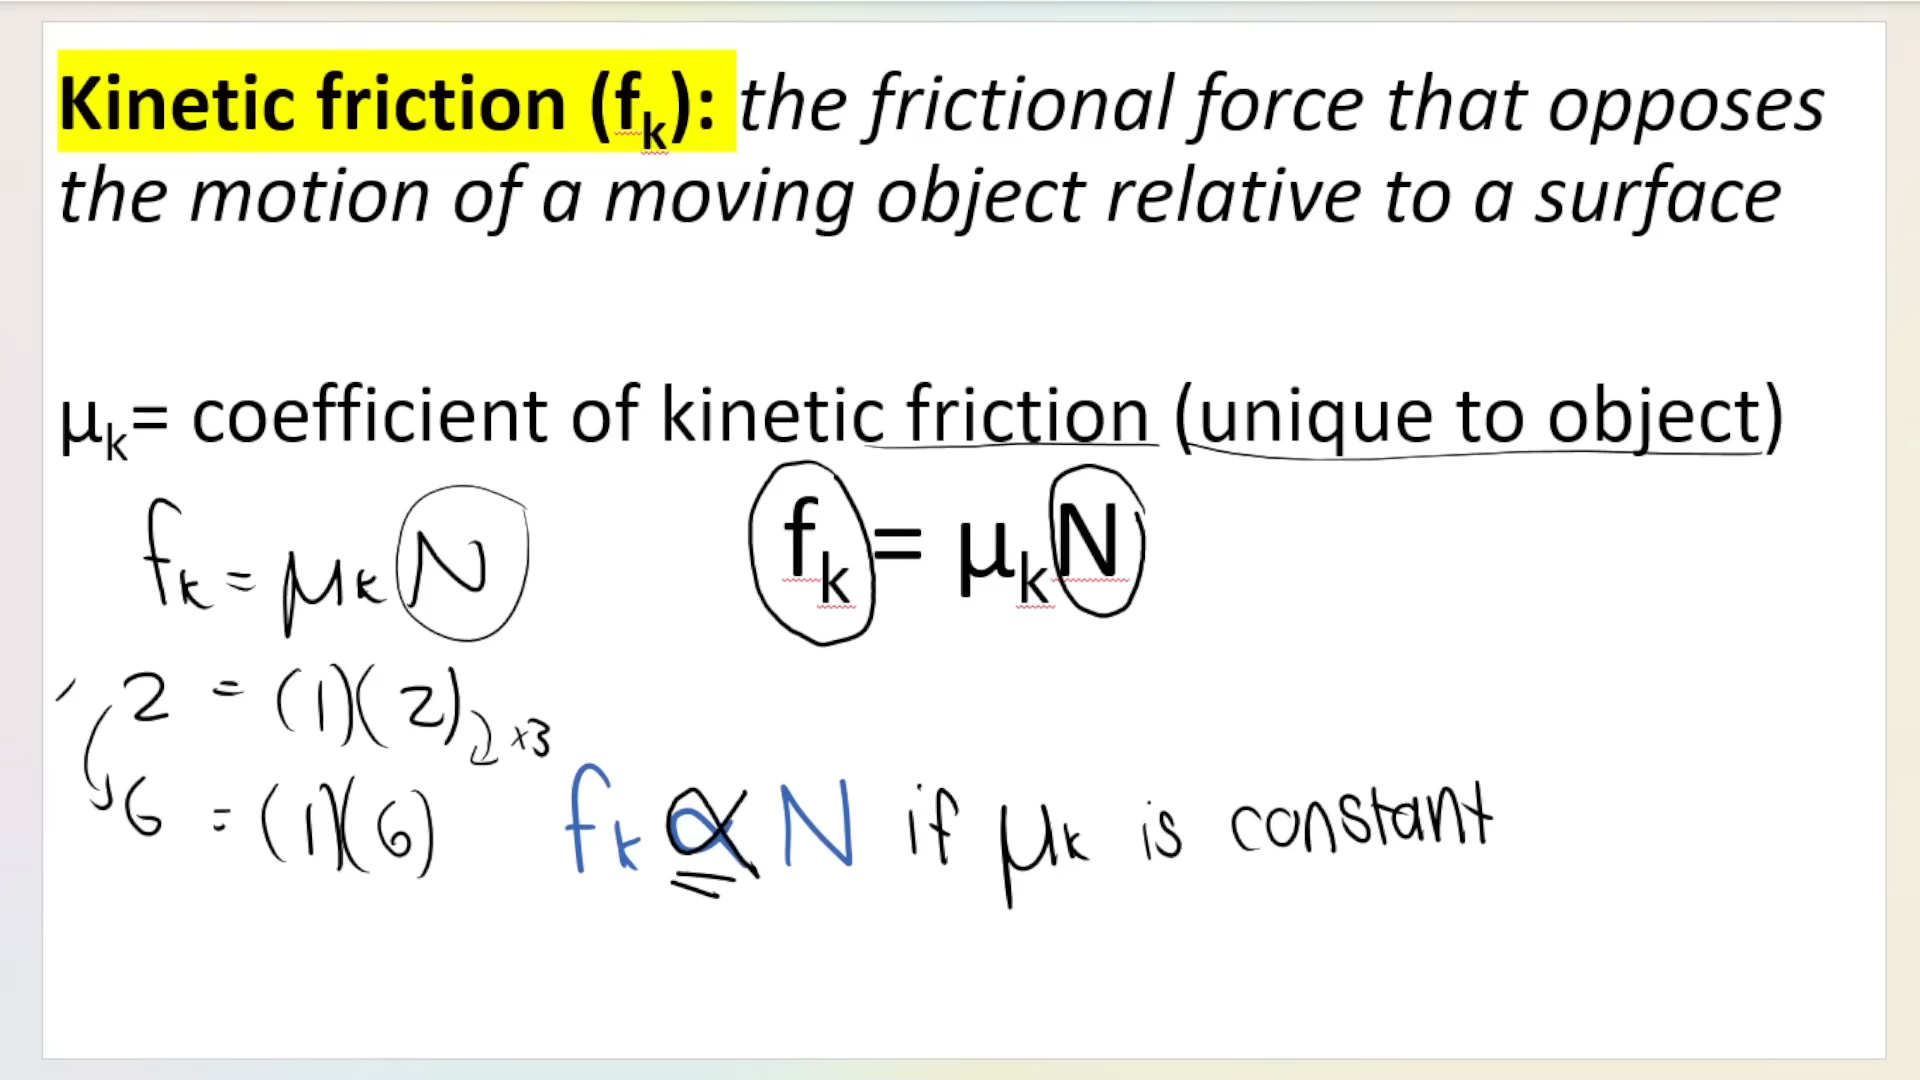 Kinetic friction (fk): the frictional force that opposes
the motion of a moving object relative to a surface
μk= coefficient of kinetic friction (unique to object)
fk = μk N
fk= μkN
2 = (1)(2)
×3
6 = (1)(6)
fk ∝ N if μk is constant